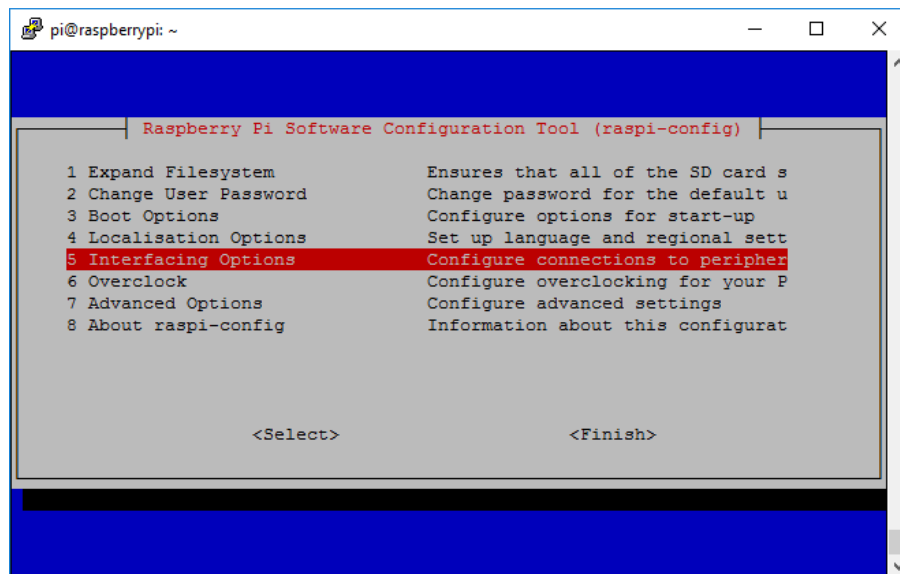 pi@raspberrypi: ~
Raspberry Pi Software Configuration Tool (raspi-config)
1 Expand Filesystem Ensures that all of the SD card s
2 Change User Password Change password for the default u
3 Boot Options Configure options for start-up
4 Localisation Options Set up language and regional sett
5 Interfacing Options Configure connections to peripher
6 Overclock Configure overclocking for your P
7 Advanced Options Configure advanced settings
8 About raspi-config Information about this configurat
<Select> <Finish>